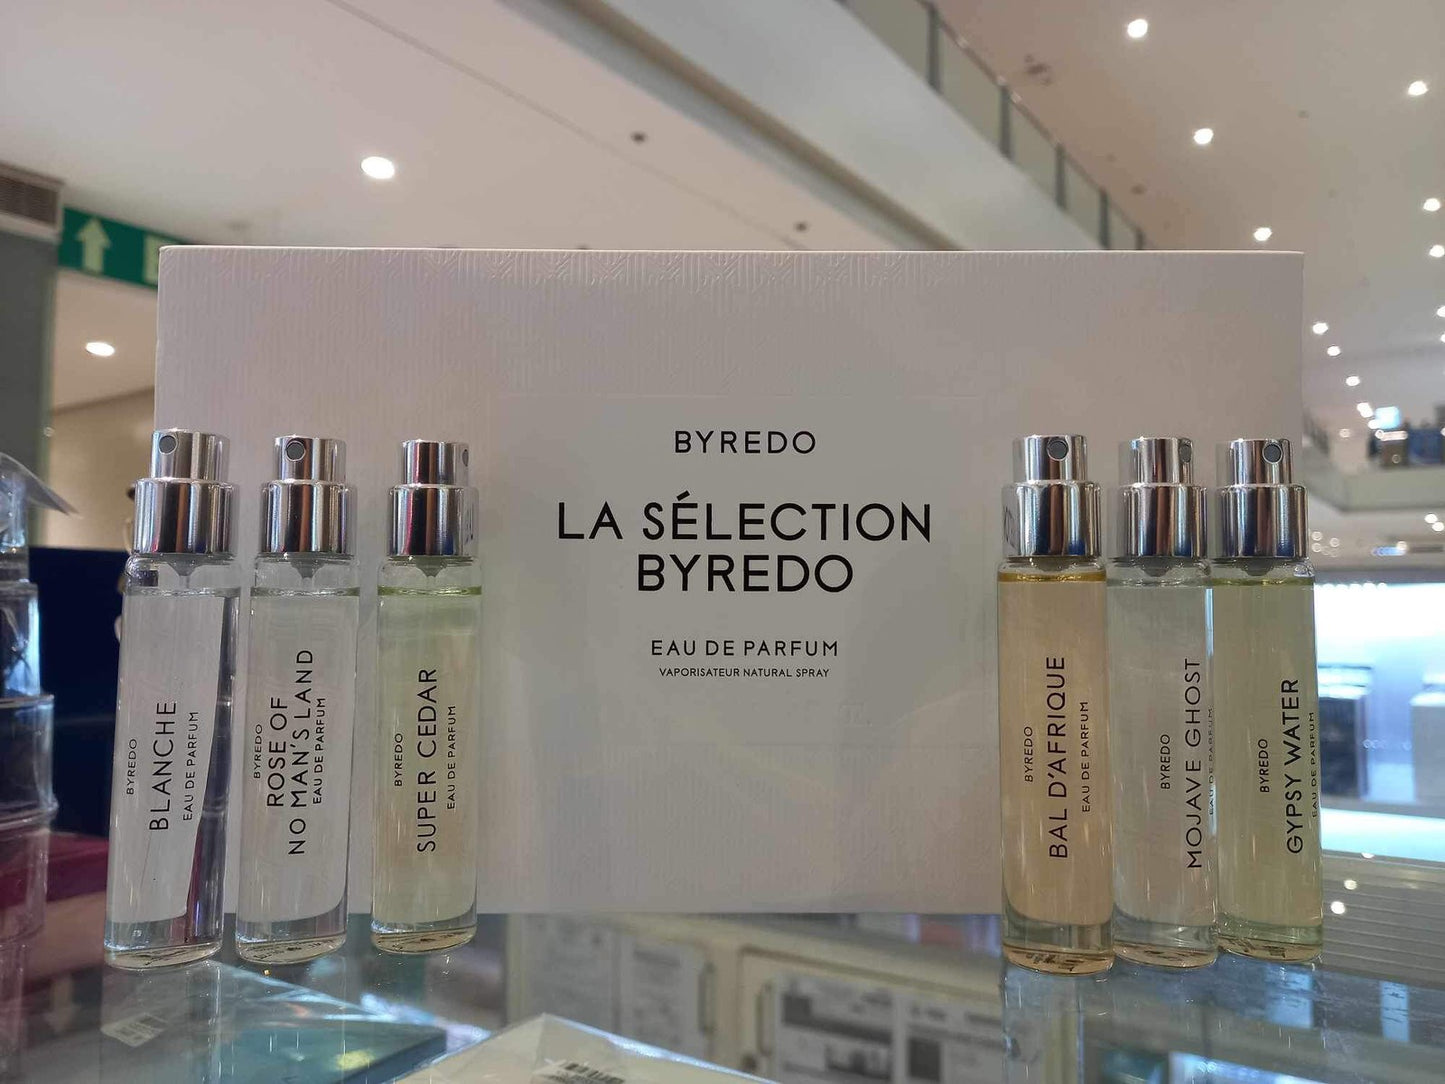 BYREDO
LA SÉLECTION
BYREDO
EAU DE PARFUM
VAPORISATEUR NATURAL SPRAY
BYREDO
BLANCHE
EAU DE PARFUM
BYREDO
ROSE OF
NO MAN'S LAND
EAU DE PARFUM
BYREDO
SUPER CEDAR
EAU DE PARFUM
BYREDO
BAL D'AFRIQUE
EAU DE PARFUM
BYREDO
MOJAVE GHOST
EAU DE PARFUM
BYREDO
GYPSY WATER
EAU DE PARFUM